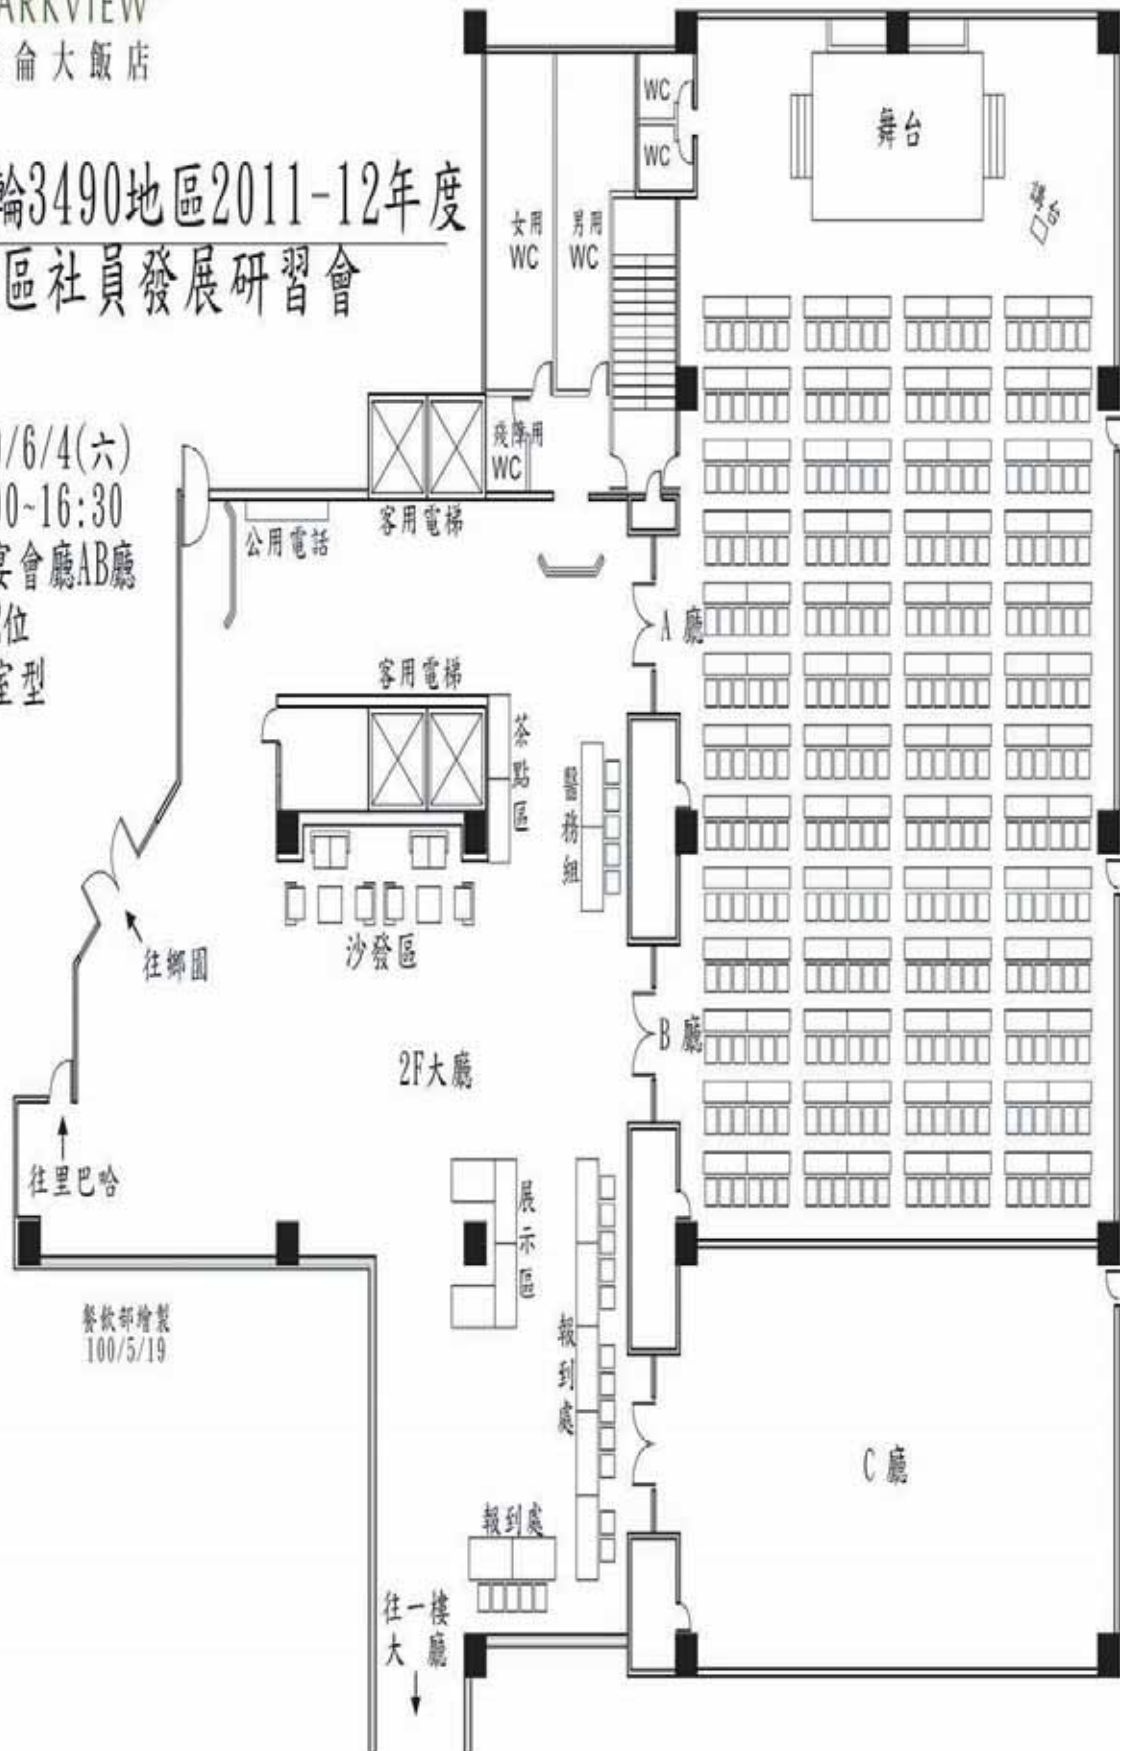 ARKVIEW
侖大飯店
輪3490地區2011-12年度
區社員發展研習會
0/6/4(六)
00~16:30
宴會廳AB廳
位
室型
WC
WC
舞台
講台
女用
WC
男用
WC
殘障用
WC
客用電梯
公用電話
A 廳
客用電梯
茶點區
醫務組
沙發區
往鄉園
B 廳
2F大廳
往里巴哈
展示區
餐飲部繪製
100/5/19
報到處
C 廳
報到處
往一樓
大 廳